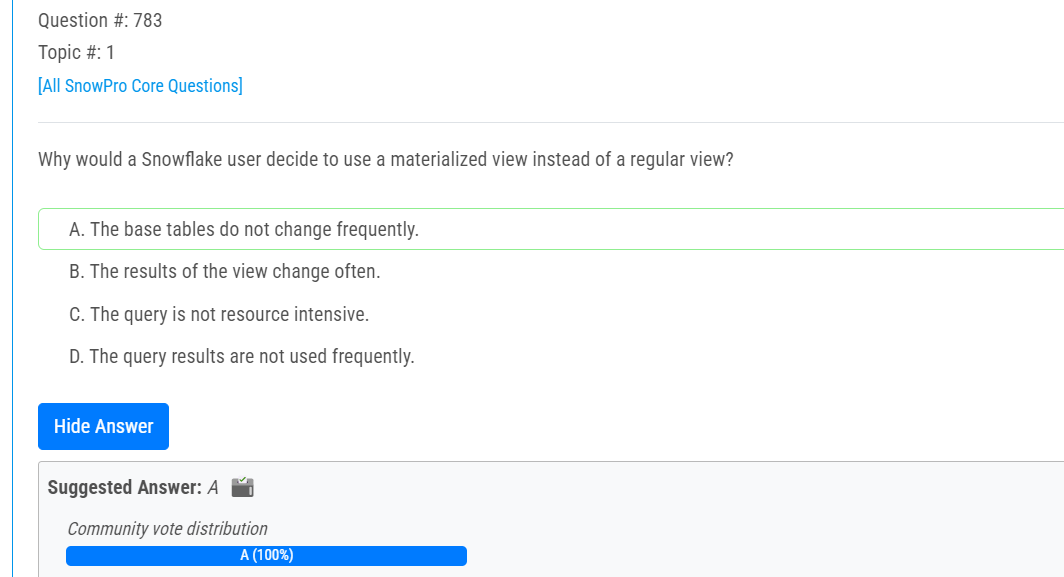 Question #: 783
Topic #: 1
[All SnowPro Core Questions]
Why would a Snowflake user decide to use a materialized view instead of a regular view?
A. The base tables do not change frequently.
B. The results of the view change often.
C. The query is not resource intensive.
D. The query results are not used frequently.
Hide Answer
Suggested Answer: A
Community vote distribution
A (100%)